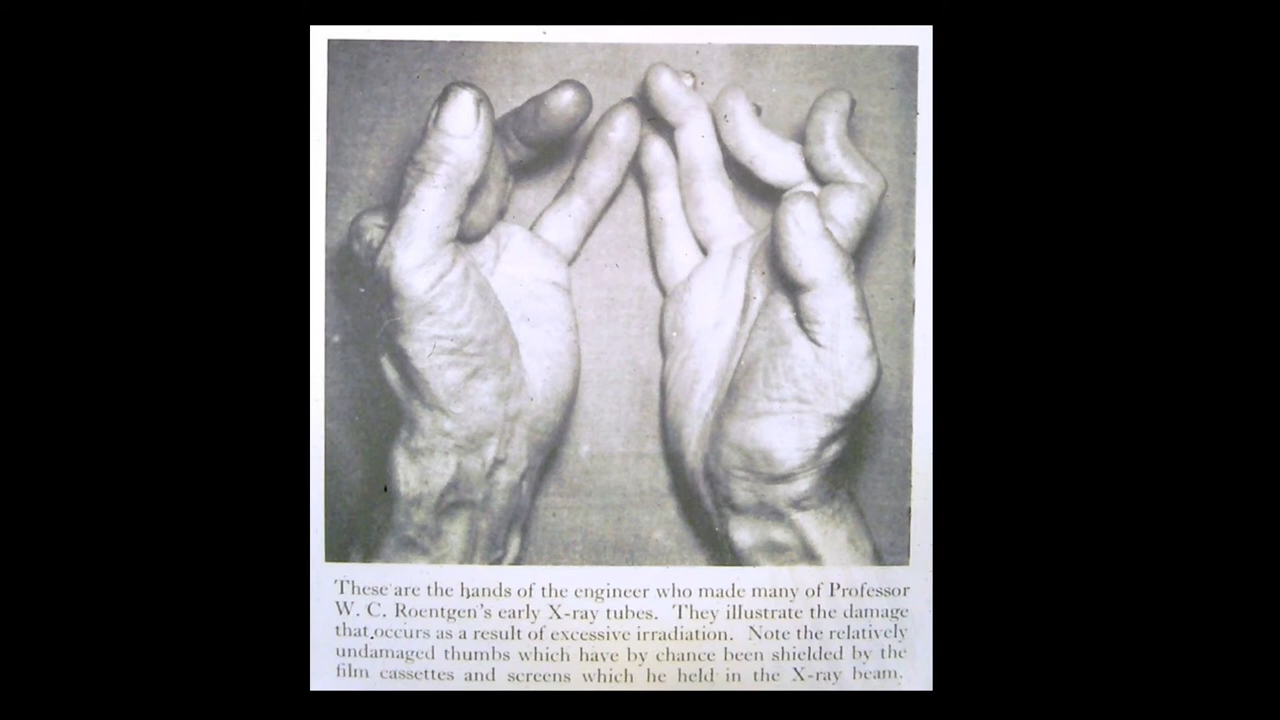 These are the hands of the engineer who made many of Professor
W. C. Roentgen's early X-ray tubes. They illustrate the damage
that occurs as a result of excessive irradiation. Note the relatively
undamaged thumbs which have by chance been shielded by the
film cassettes and screens which he held in the X-ray beam.